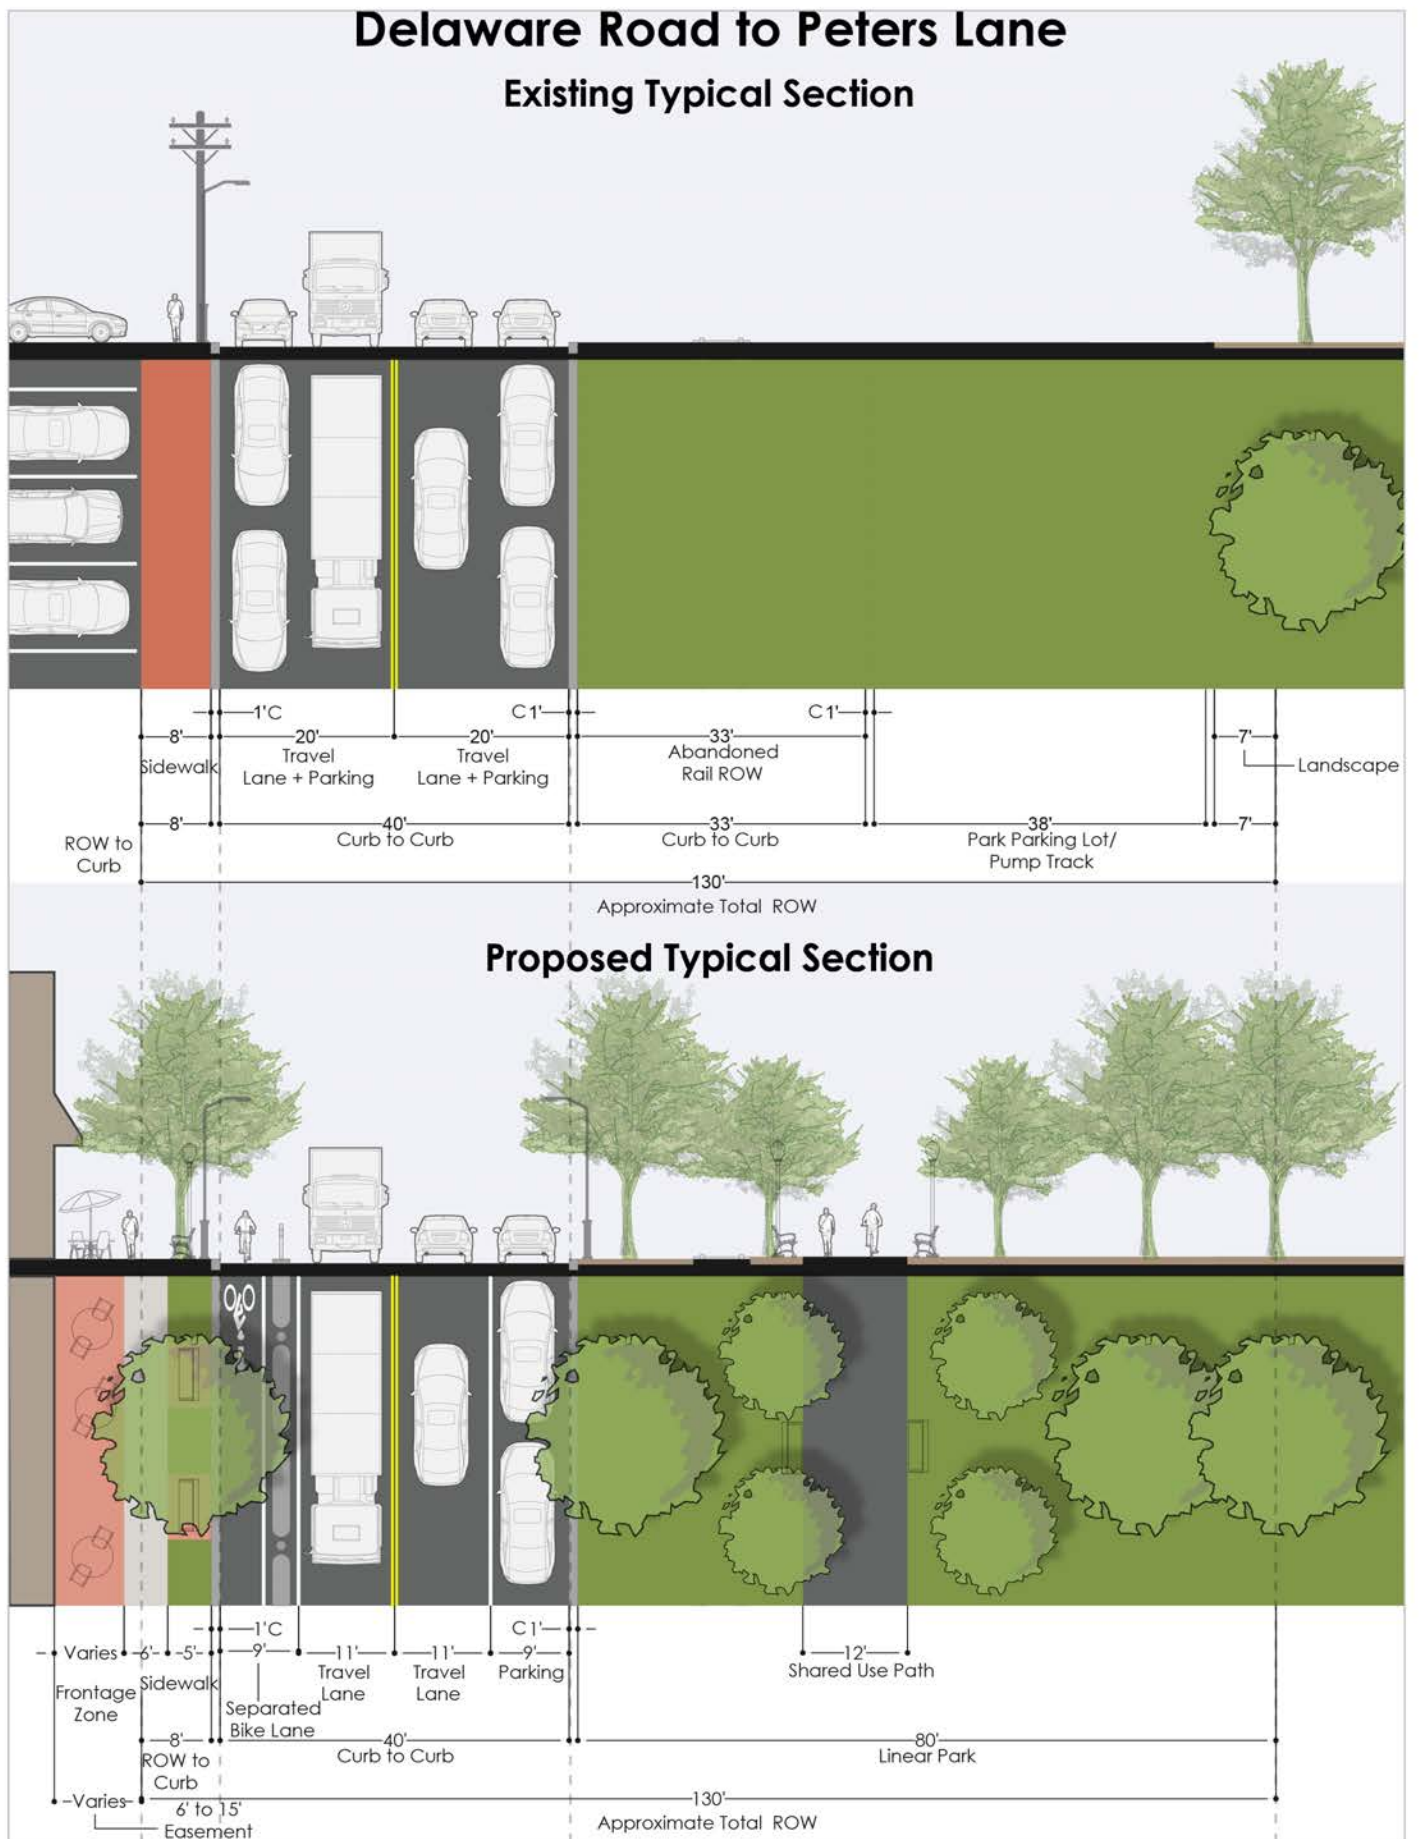 Delaware Road to Peters Lane
Existing Typical Section
1'C
C 1'
C 1'
8'
20'
20'
33'
7'
Sidewalk
Travel
Lane + Parking
Travel
Lane + Parking
Abandoned
Rail ROW
Landscape
8'
40'
33'
38'
7'
ROW to
Curb
Curb to Curb
Curb to Curb
Park Parking Lot/
Pump Track
130'
Approximate Total ROW
Proposed Typical Section
1'C
C 1'
Varies
6'
5'
9'
11'
11'
9'
12'
Frontage
Zone
Sidewalk
Separated
Bike Lane
Travel
Lane
Travel
Lane
Parking
Shared Use Path
8'
40'
80'
ROW to
Curb
Curb to Curb
Linear Park
Varies
130'
6' to 15'
Easement
Approximate Total ROW